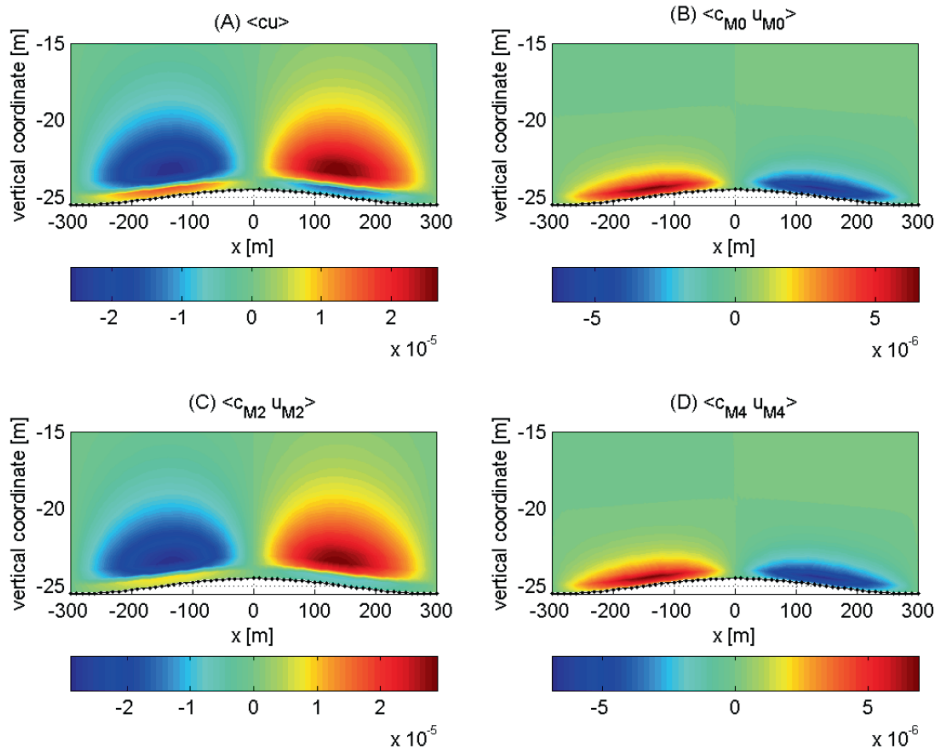 (A) <cu>
(B) <c_M0 u_M0>
vertical coordinate [m]
-15
-20
-25
-300 -200 -100 0 100 200 300
x [m]
-2 -1 0 1 2
x 10^-5
vertical coordinate [m]
-15
-20
-25
-300 -200 -100 0 100 200 300
x [m]
-5 0 5
x 10^-6
(C) <c_M2 u_M2>
(D) <c_M4 u_M4>
vertical coordinate [m]
-15
-20
-25
-300 -200 -100 0 100 200 300
x [m]
-2 -1 0 1 2
x 10^-5
vertical coordinate [m]
-15
-20
-25
-300 -200 -100 0 100 200 300
x [m]
-5 0 5
x 10^-6